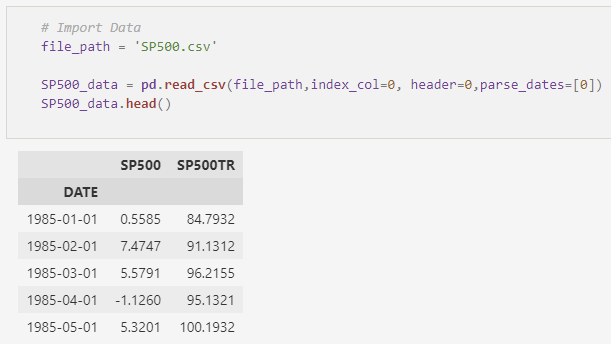 # Import Data
file_path = 'SP500.csv'
SP500_data = pd.read_csv(file_path,index_col=0, header=0,parse_dates=[0])
SP500_data.head()
SP500 SP500TR
DATE
1985-01-01 0.5585 84.7932
1985-02-01 7.4747 91.1312
1985-03-01 5.5791 96.2155
1985-04-01 -1.1260 95.1321
1985-05-01 5.3201 100.1932